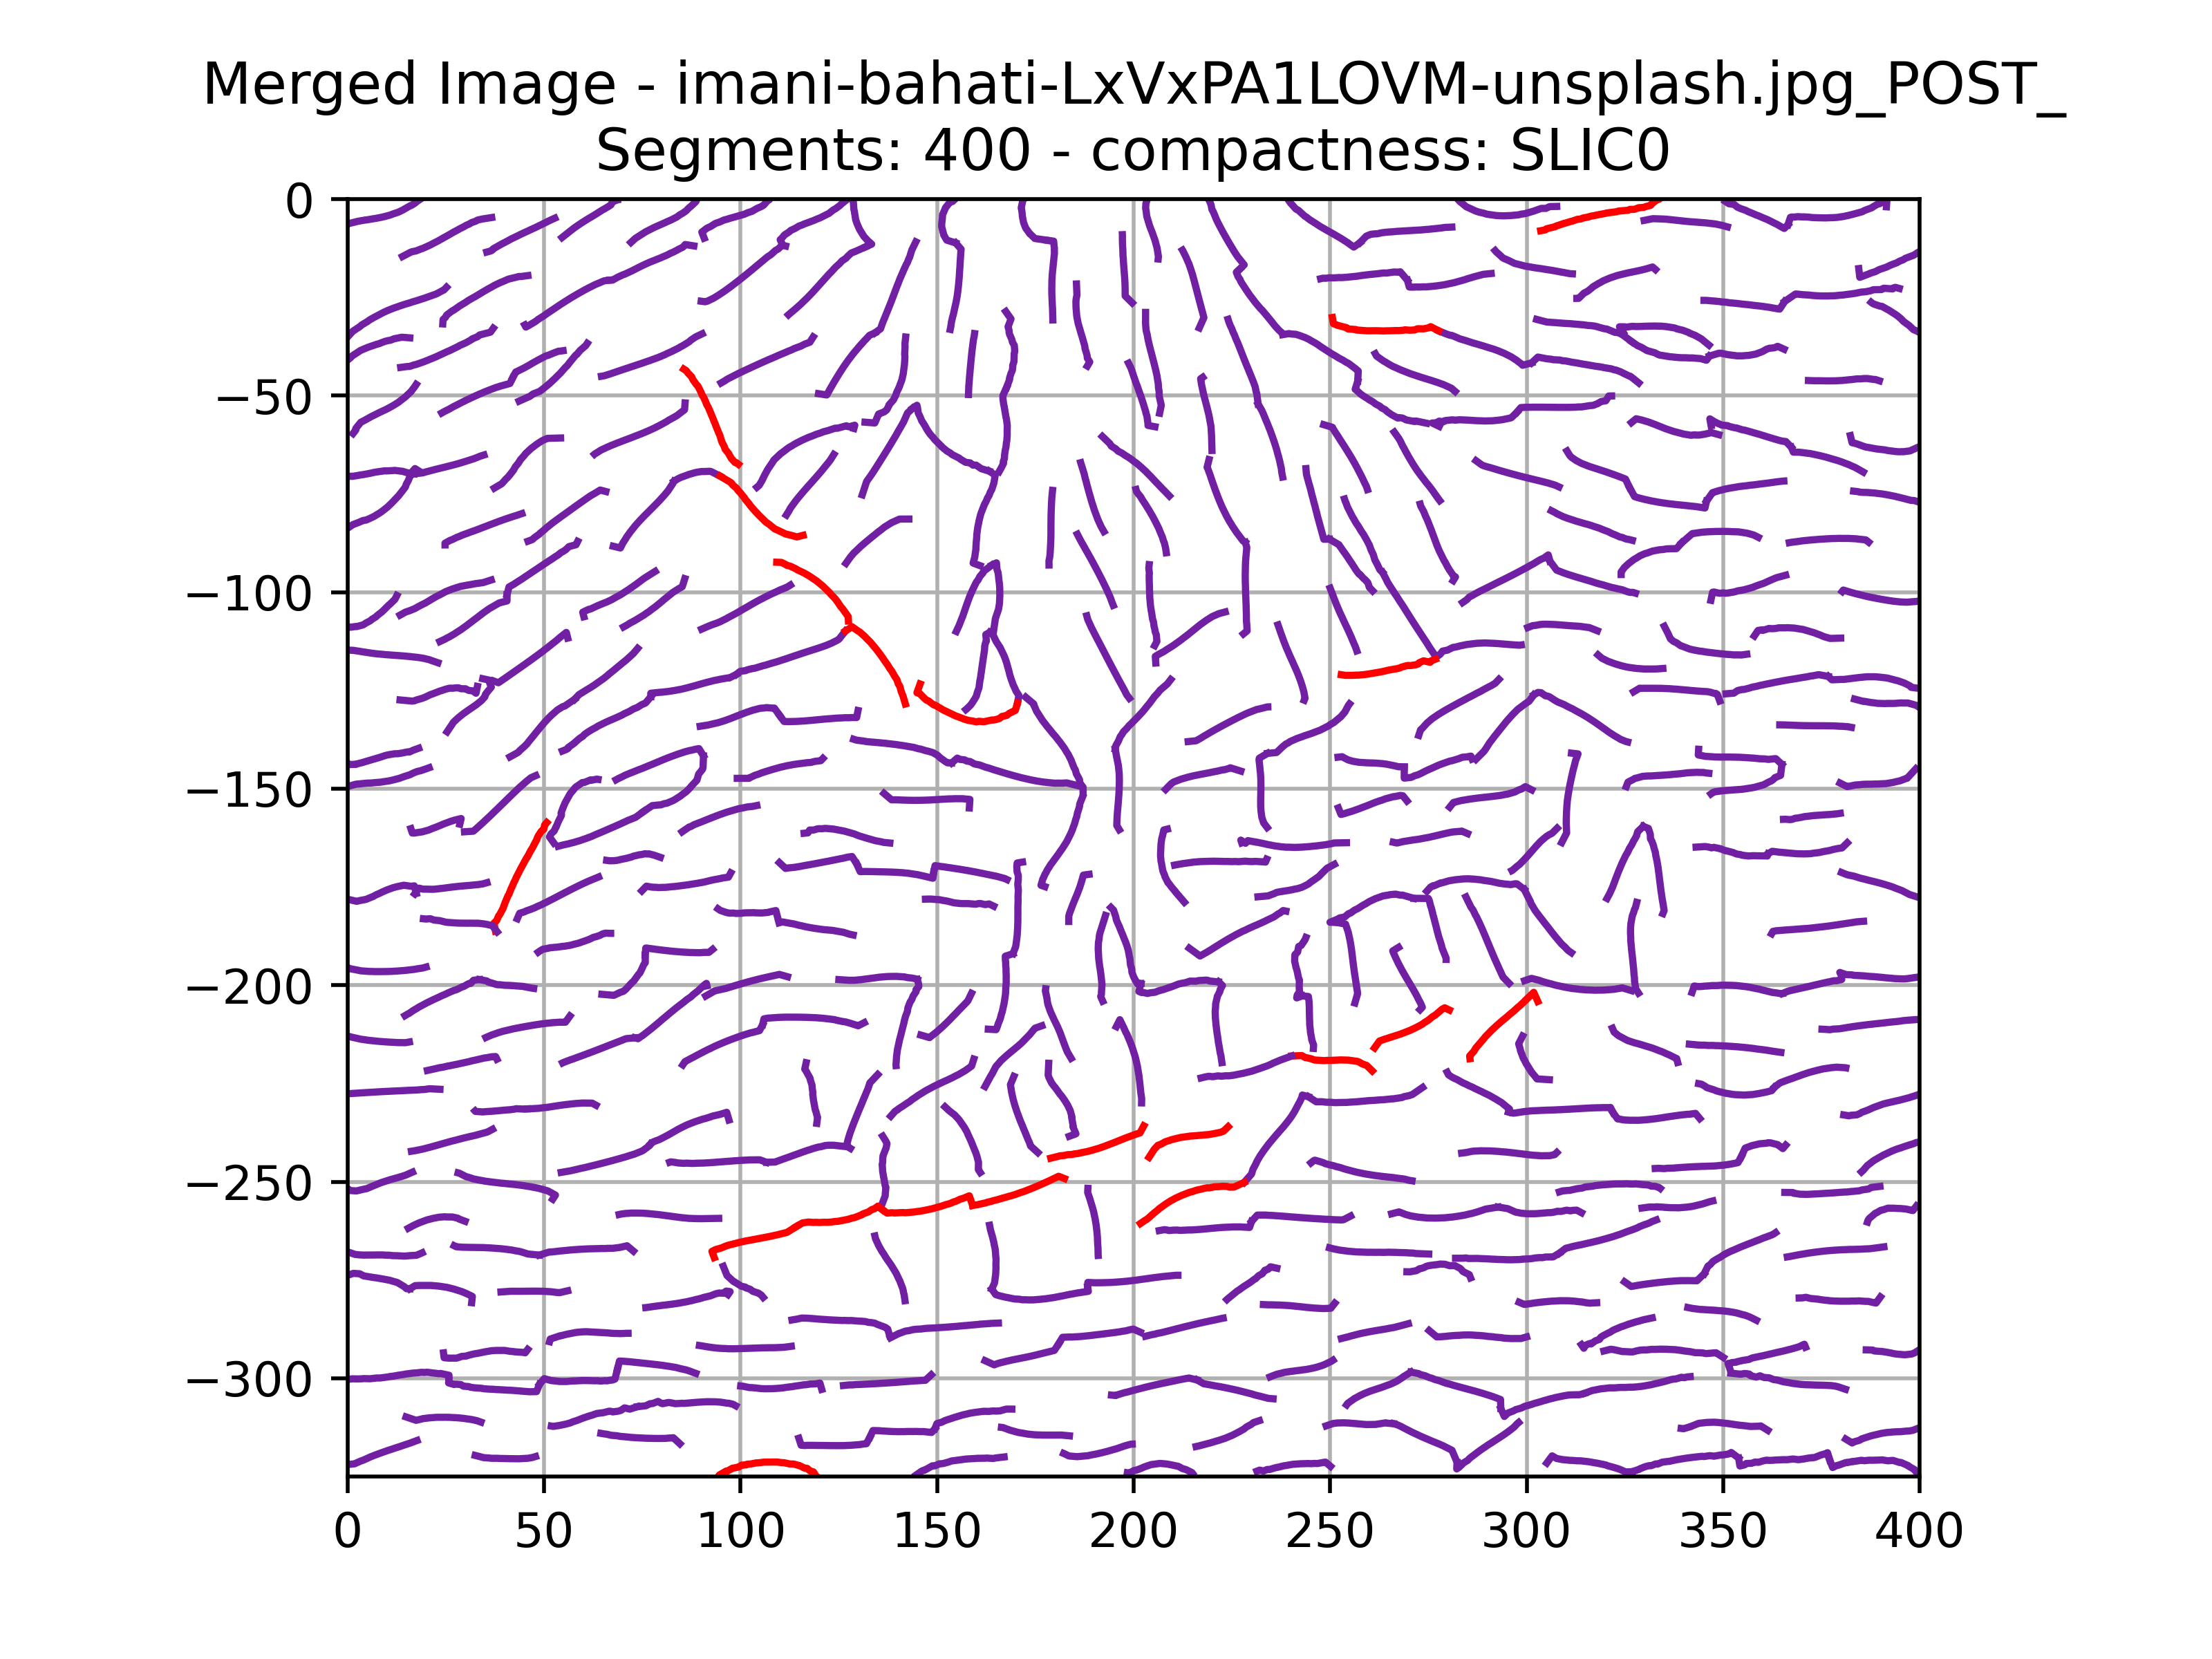 Merged Image - imani-bahati-LxVxPA1LOVM-unsplash.jpg_POST_
Segments: 400 - compactness: SLIC0
0
−50
−100
−150
−200
−250
−300
0 50 100 150 200 250 300 350 400